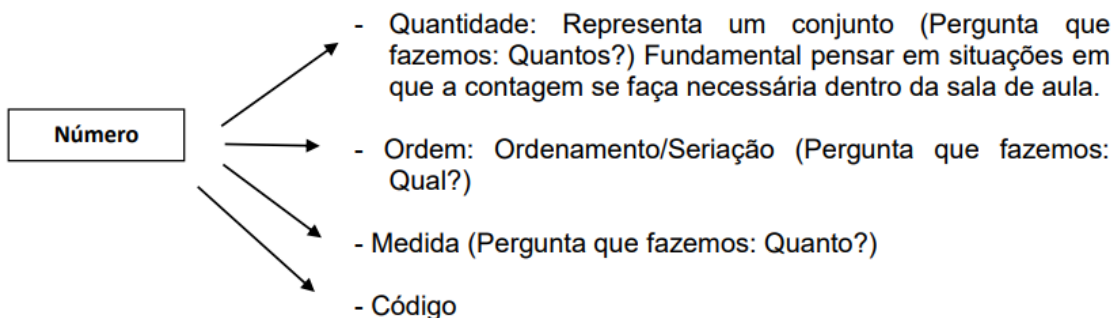 - Quantidade: Representa um conjunto (Pergunta que
fazemos: Quantos?) Fundamental pensar em situações em
que a contagem se faça necessária dentro da sala de aula.
Número
- Ordem: Ordenamento/Seriação (Pergunta que fazemos:
Qual?)
- Medida (Pergunta que fazemos: Quanto?)
- Código